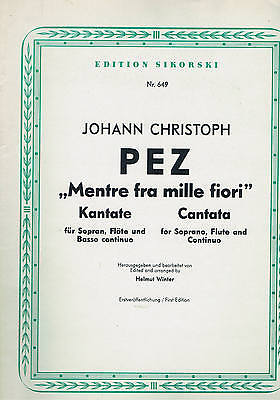 EDITION SIKORSKI
Nr. 649
JOHANN CHRISTOPH
PEZ
„Mentre fra mille fiori"
Kantate Cantata
für Sopran, Flöte und for Soprano, Flute and
Basso continuo Continuo
Herausgegeben und bearbeitet von
Edited and arranged by
Helmut Winter
Erstveröffentlichung / First Edition